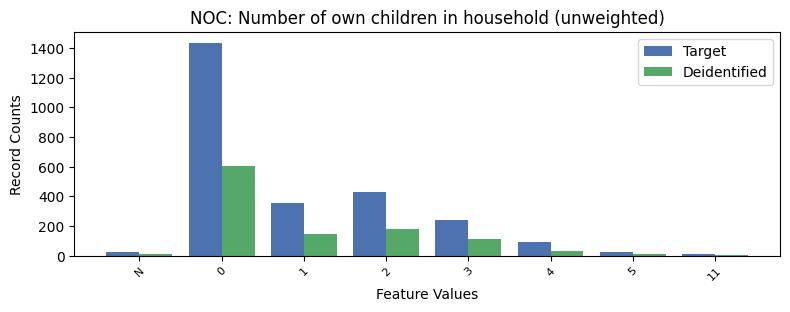 NOC: Number of own children in household (unweighted)
Target
Deidentified
Record Counts
1400
1200
1000
800
600
400
200
0
N 0 1 2 3 4 5 11
Feature Values